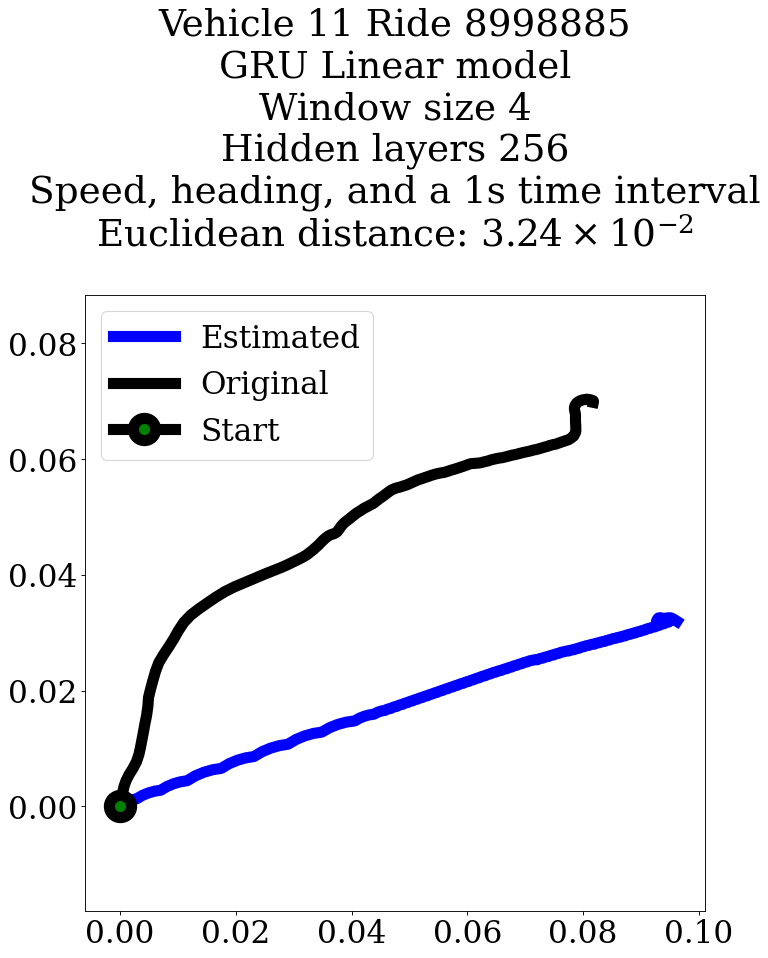 Vehicle 11 Ride 8998885
GRU Linear model
Window size 4
Hidden layers 256
Speed, heading, and a 1s time interval
Euclidean distance: 3.24 × 10⁻²
Estimated
Original
Start
0.08
0.06
0.04
0.02
0.00
0.00 0.02 0.04 0.06 0.08 0.10